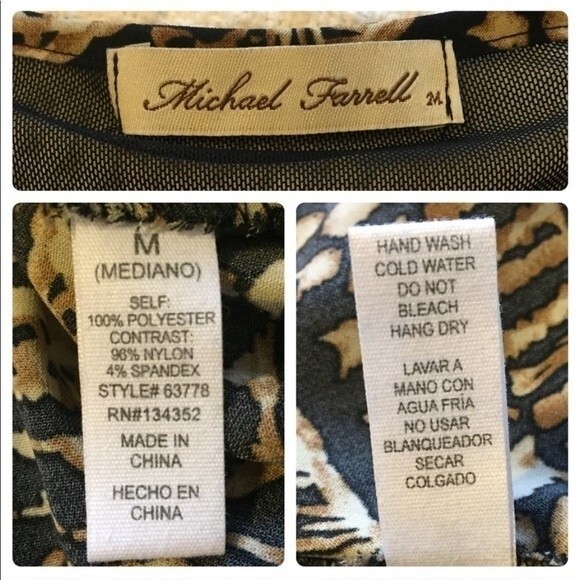 Michael Farrell
M
M
(MEDIANO)
SELF:
100% POLYESTER
CONTRAST:
96% NYLON
4% SPANDEX
STYLE# 63778
RN#134352
MADE IN
CHINA
HECHO EN
CHINA
HAND WASH
COLD WATER
DO NOT
BLEACH
HANG DRY
LAVAR A
MANO CON
AGUA FRÍA
NO USAR
BLANQUEADOR
SECAR
COLGADO